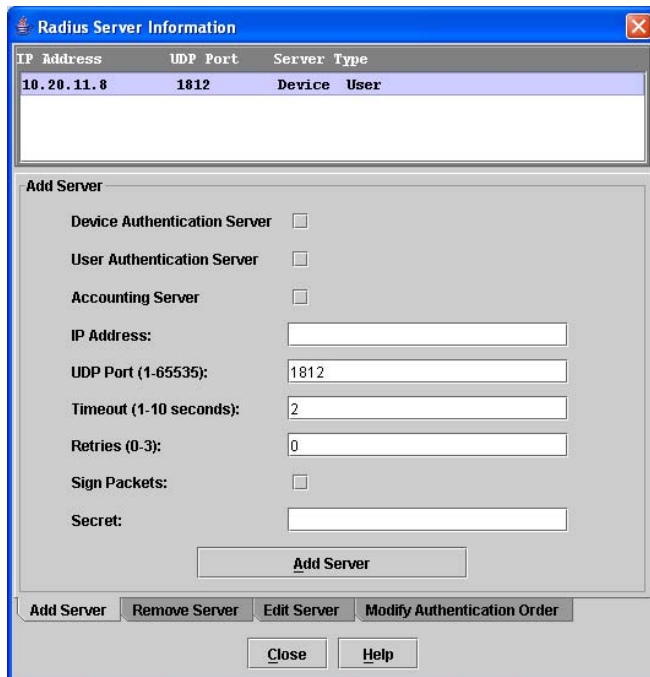 Radius Server Information
IP Address UDP Port Server Type
10.20.11.8 1812 Device User
Add Server
Device Authentication Server
User Authentication Server
Accounting Server
IP Address:
UDP Port (1-65535): 1812
Timeout (1-10 seconds): 2
Retries (0-3): 0
Sign Packets:
Secret:
Add Server
Add Server Remove Server Edit Server Modify Authentication Order
Close Help